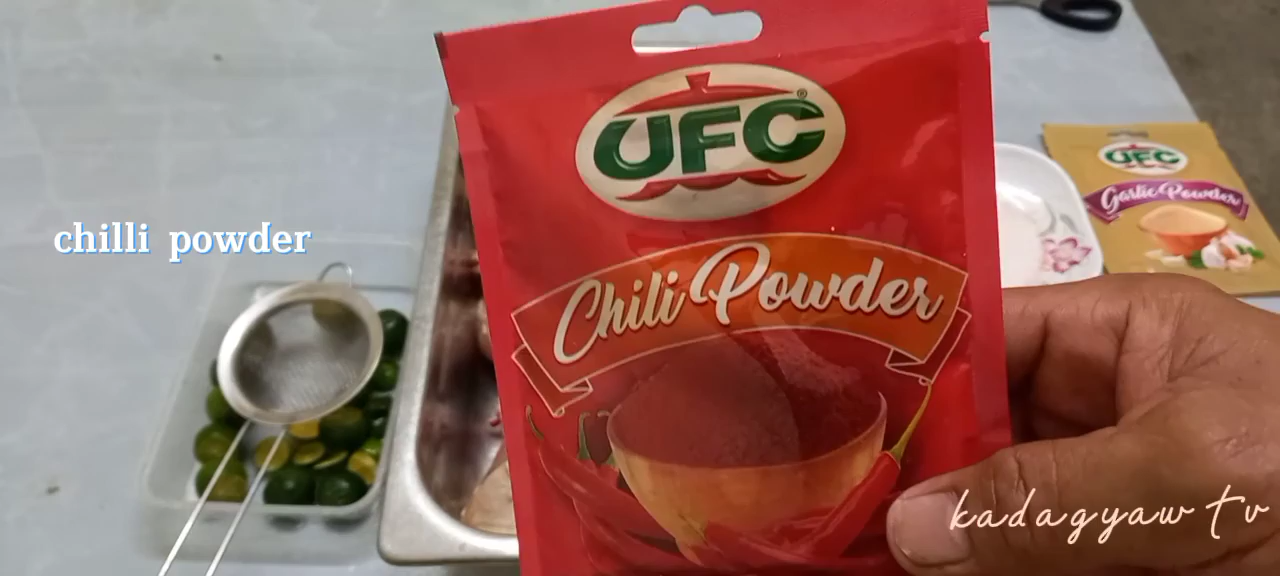 UFC
Chili Powder
chilli powder
UFC
Garlic Powder
kadagyaw tv